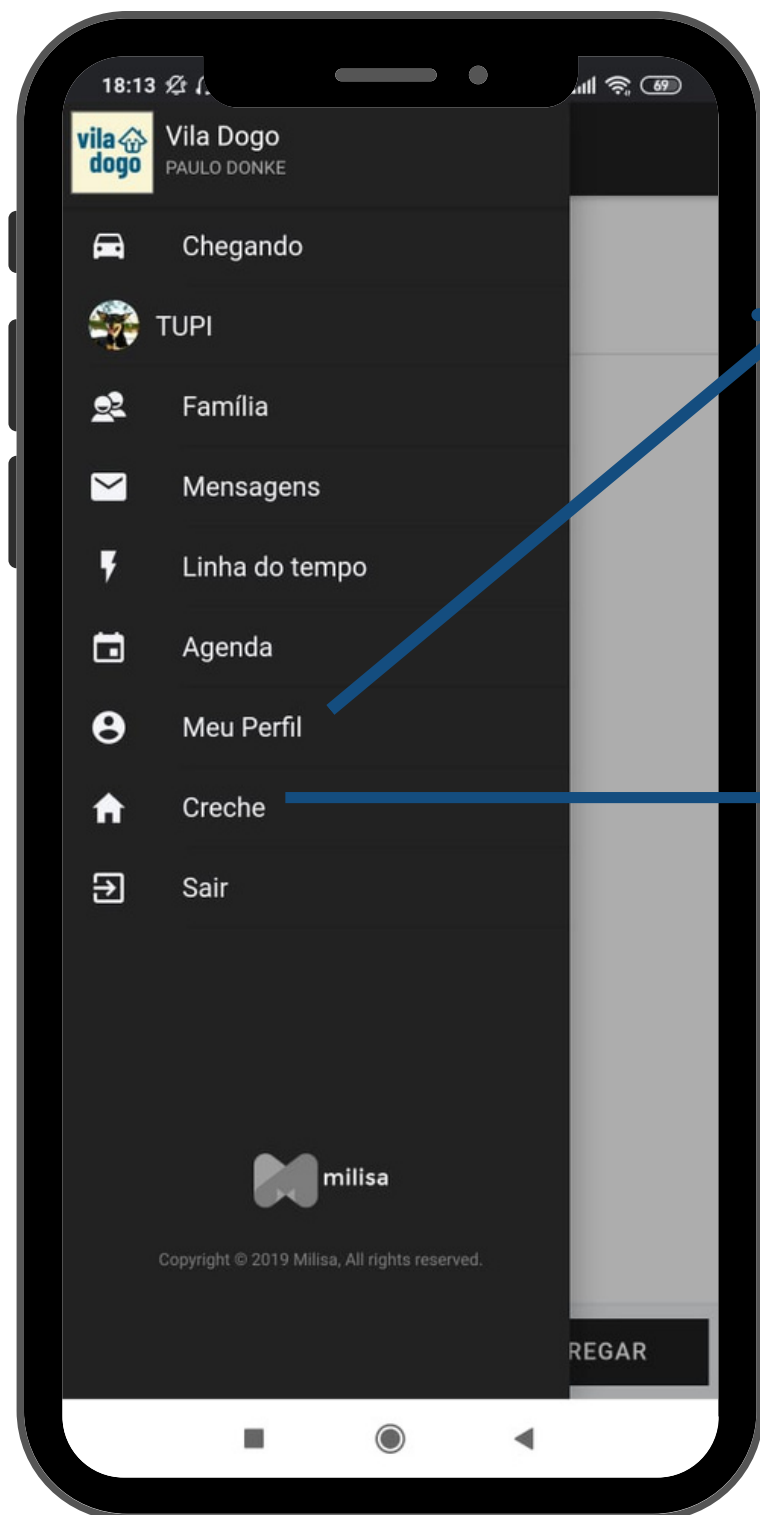 18:13
69
vila
dogo
Vila Dogo
PAULO DONKE
Chegando
TUPI
Família
Mensagens
Linha do tempo
Agenda
Meu Perfil
Creche
Sair
milisa
Copyright © 2019 Milisa, All rights reserved.
REGAR